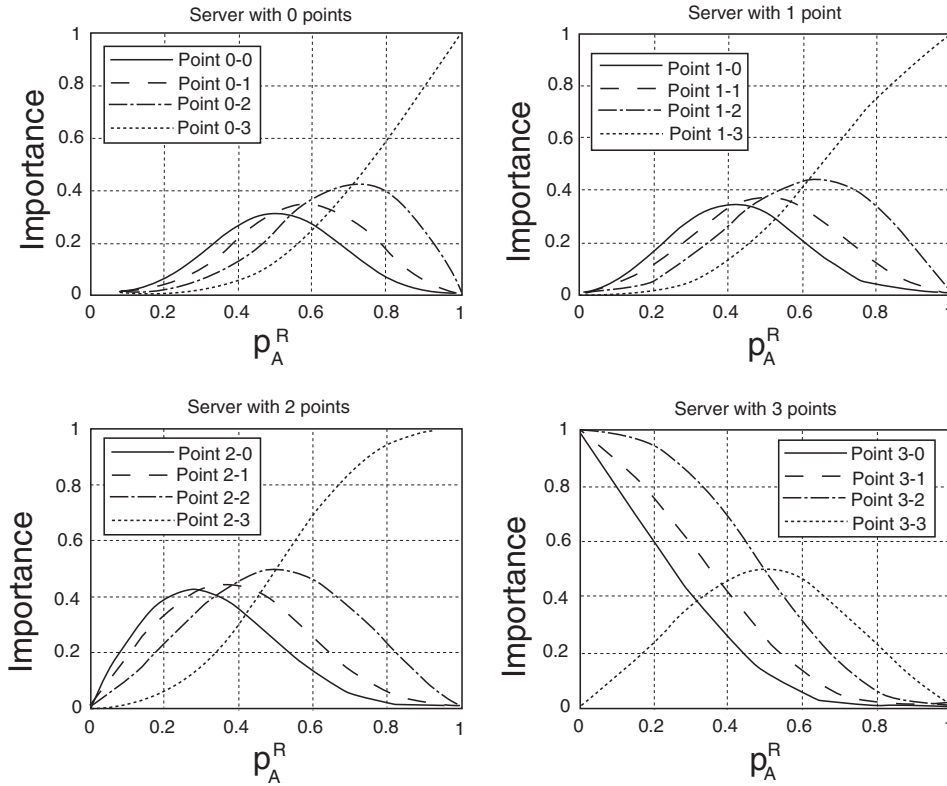 Server with 0 points
1
0.8
0.6
0.4
0.2
0
Importance
Point 0-0
Point 0-1
Point 0-2
Point 0-3
0 0.2 0.4 0.6 0.8 1
p_A^R
Server with 1 point
1
0.8
0.6
0.4
0.2
0
Importance
Point 1-0
Point 1-1
Point 1-2
Point 1-3
0 0.2 0.4 0.6 0.8 1
p_A^R
Server with 2 points
1
0.8
0.6
0.4
0.2
0
Importance
Point 2-0
Point 2-1
Point 2-2
Point 2-3
0 0.2 0.4 0.6 0.8 1
p_A^R
Server with 3 points
1
0.8
0.6
0.4
0.2
0
Importance
Point 3-0
Point 3-1
Point 3-2
Point 3-3
0 0.2 0.4 0.6 0.8 1
p_A^R